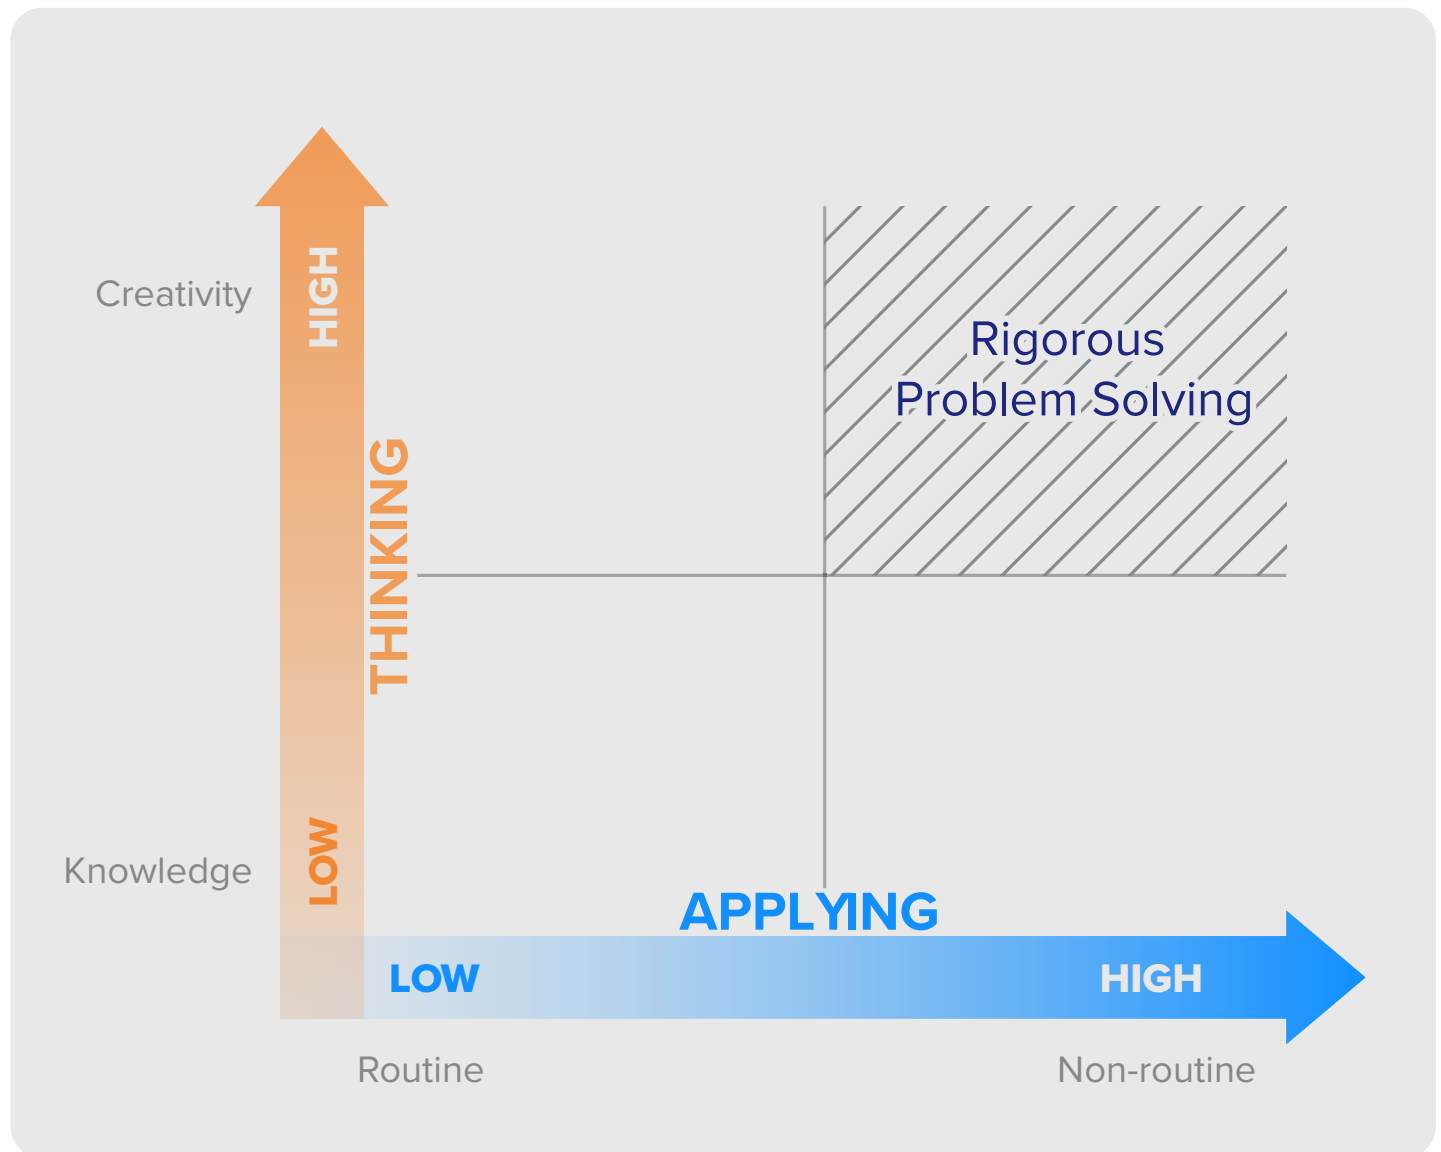 Creativity
HIGH
Rigorous
Problem Solving
THINKING
Knowledge
LOW
APPLYING
LOW
HIGH
Routine
Non-routine